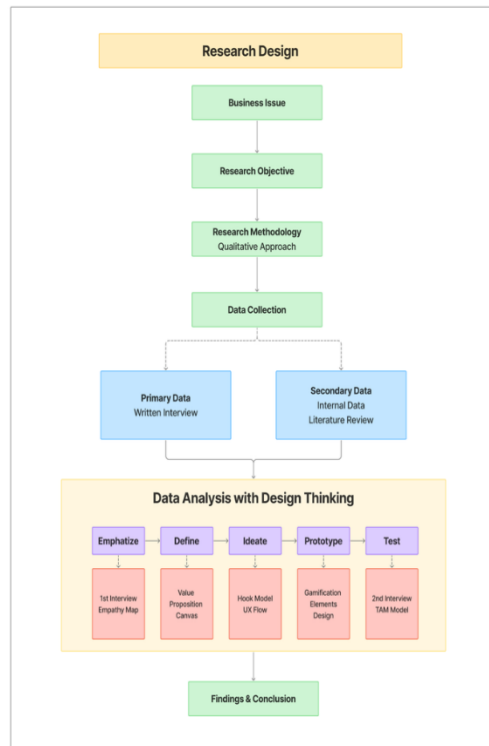 Research Design
Business Issue
Research Objective
Research Methodology
Qualitative Approach
Data Collection
Primary Data
Written Interview
Secondary Data
Internal Data
Literature Review
Data Analysis with Design Thinking
Emphatize
Define
Ideate
Prototype
Test
1st Interview
Empathy Map
Value
Proposition
Canvas
Hook Model
UX Flow
Gamification
Elements
Design
2nd Interview
TAM Model
Findings & Conclusion